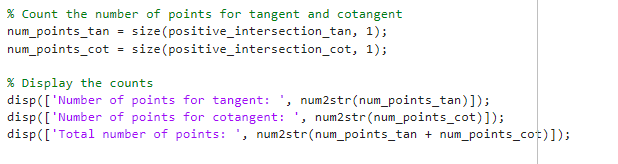 % Count the number of points for tangent and cotangent
num_points_tan = size(positive_intersection_tan, 1);
num_points_cot = size(positive_intersection_cot, 1);
% Display the counts
disp(['Number of points for tangent: ', num2str(num_points_tan)]);
disp(['Number of points for cotangent: ', num2str(num_points_cot)]);
disp(['Total number of points: ', num2str(num_points_tan + num_points_cot)]);